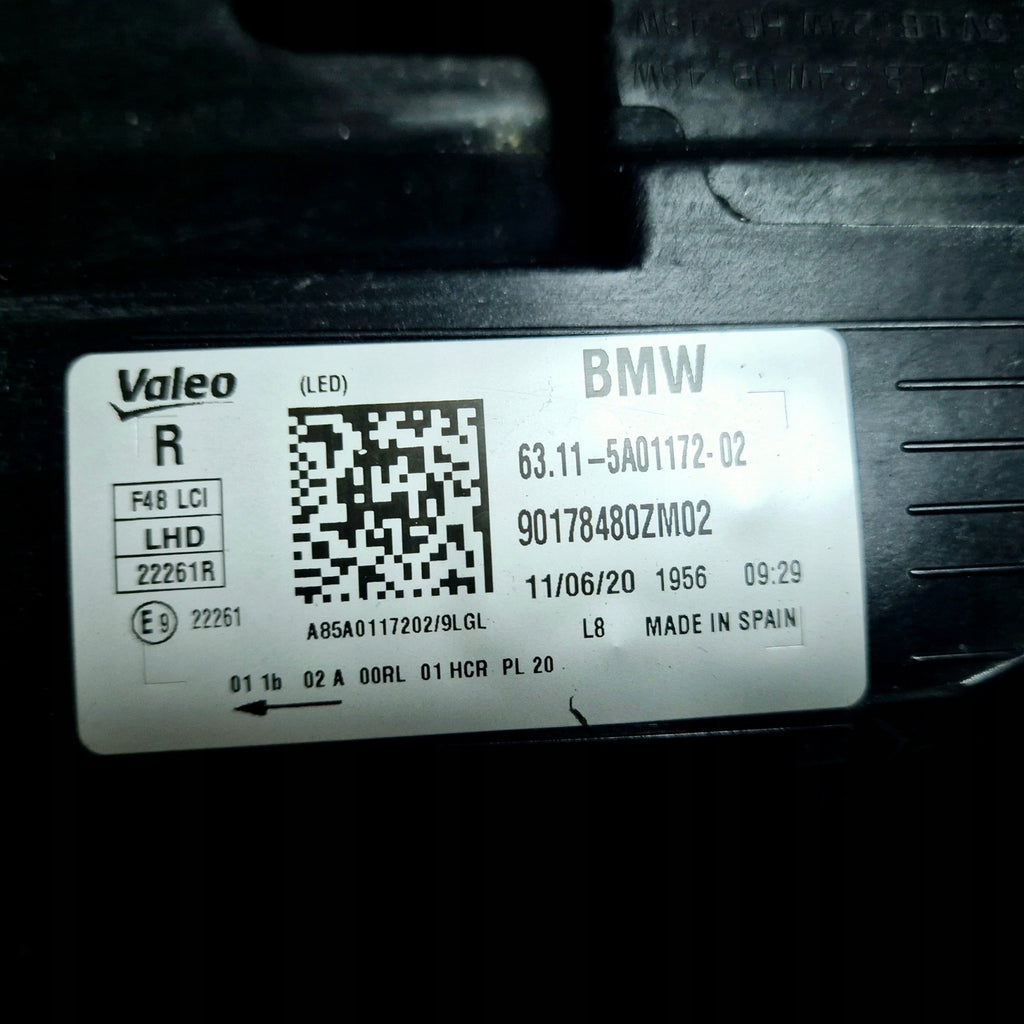 Valeo (LED) BMW
R
63.11-5A01172-02
F48 LCI
LHD
90178480ZM02
22261R
11/06/20 1956 09:29
E9 22261
A85A0117202/9LGL
L8 MADE IN SPAIN
01 1b 02 A 00RL 01 HCR PL 20